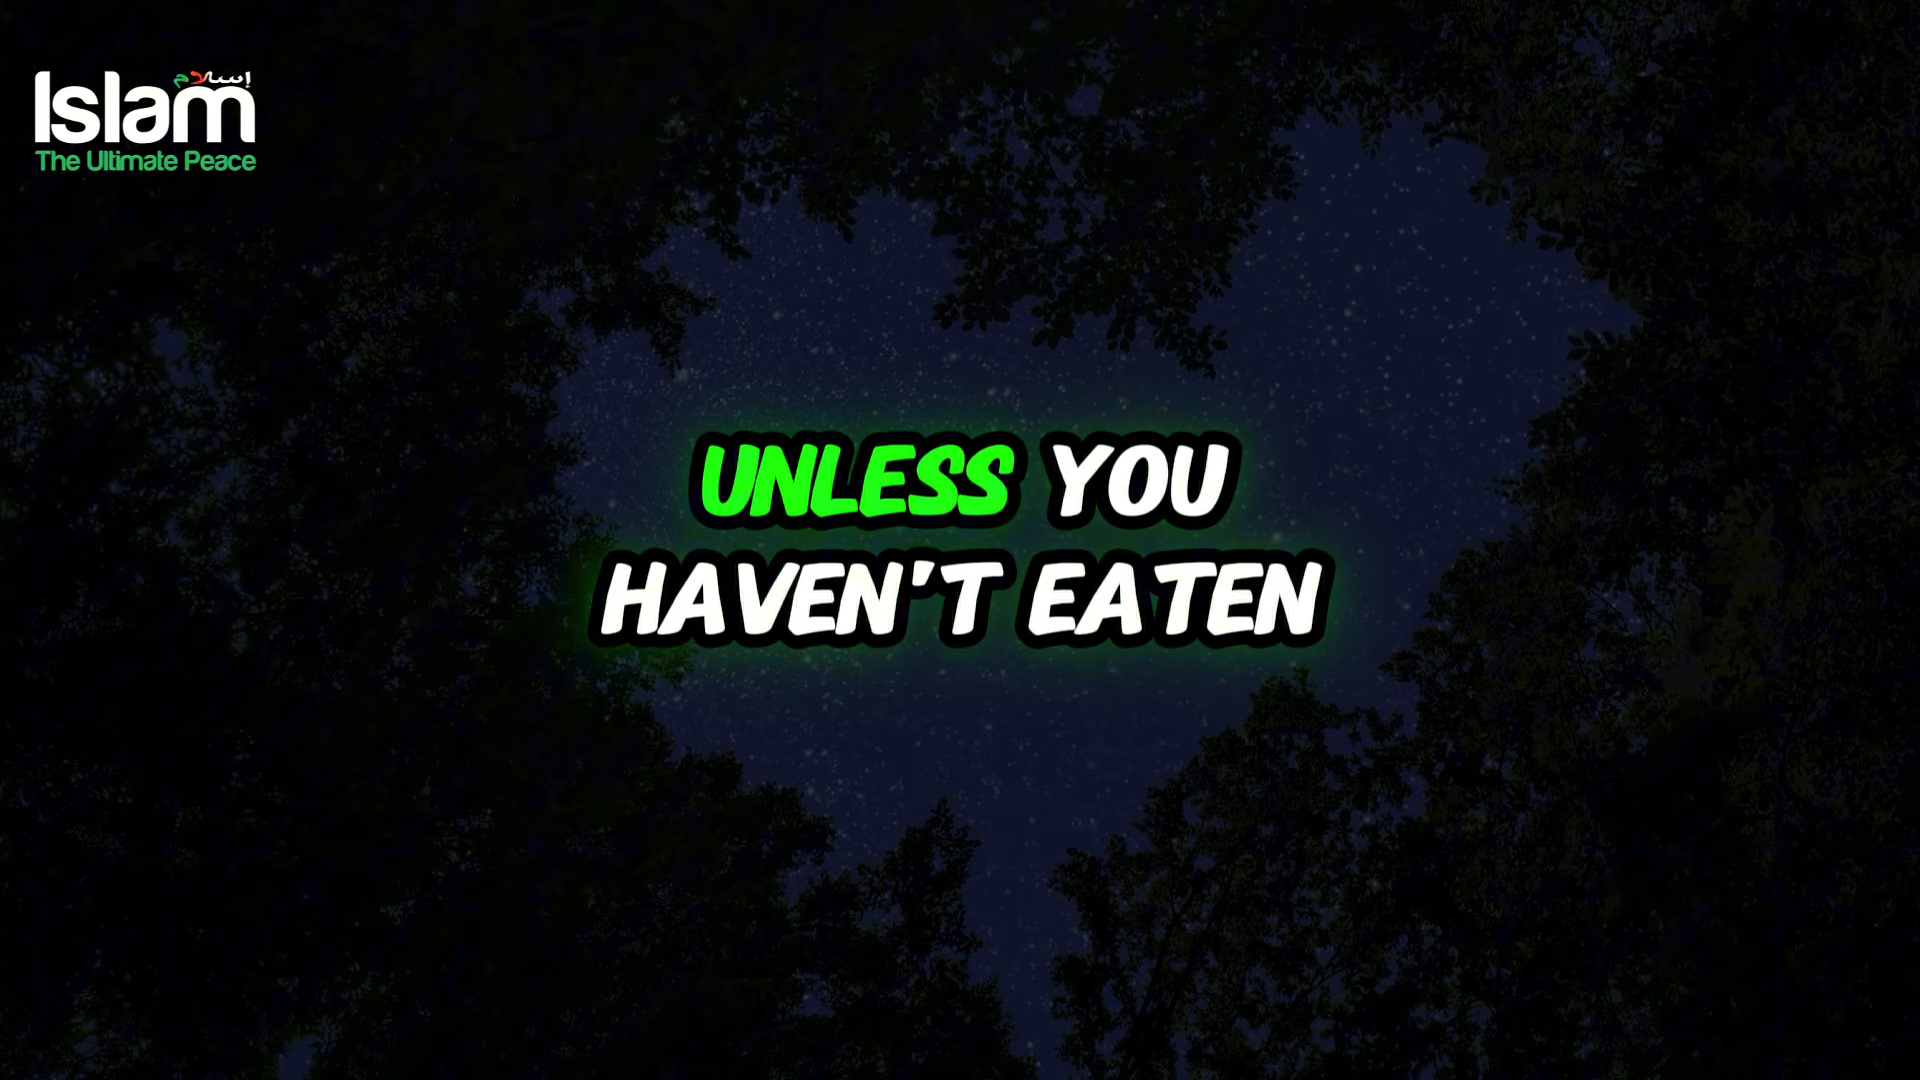 إسلام
Islam
The Ultimate Peace
UNLESS YOU
HAVEN'T EATEN